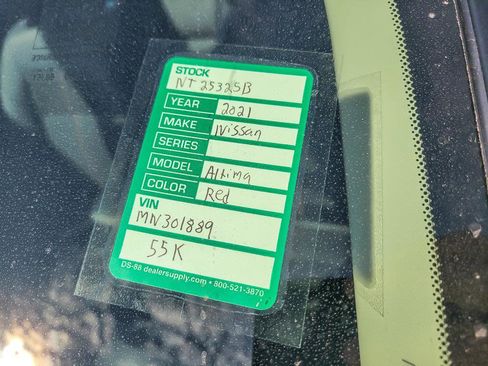 STOCK
NT 25325B
YEAR 2021
MAKE Nissan
SERIES
MODEL Altima
COLOR Red
VIN
MN301889
55K
DS-88 dealersupply.com • 800-521-3870